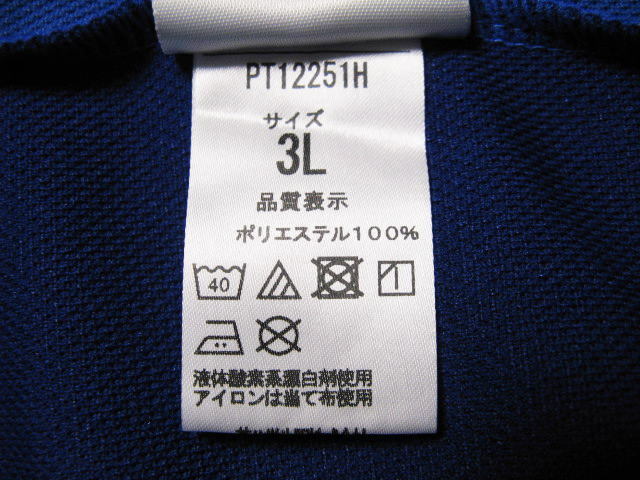 PT12251H
サイズ
3L
品質表示
ポリエステル100%
40
液体酸素系漂白剤使用
アイロンは当て布使用